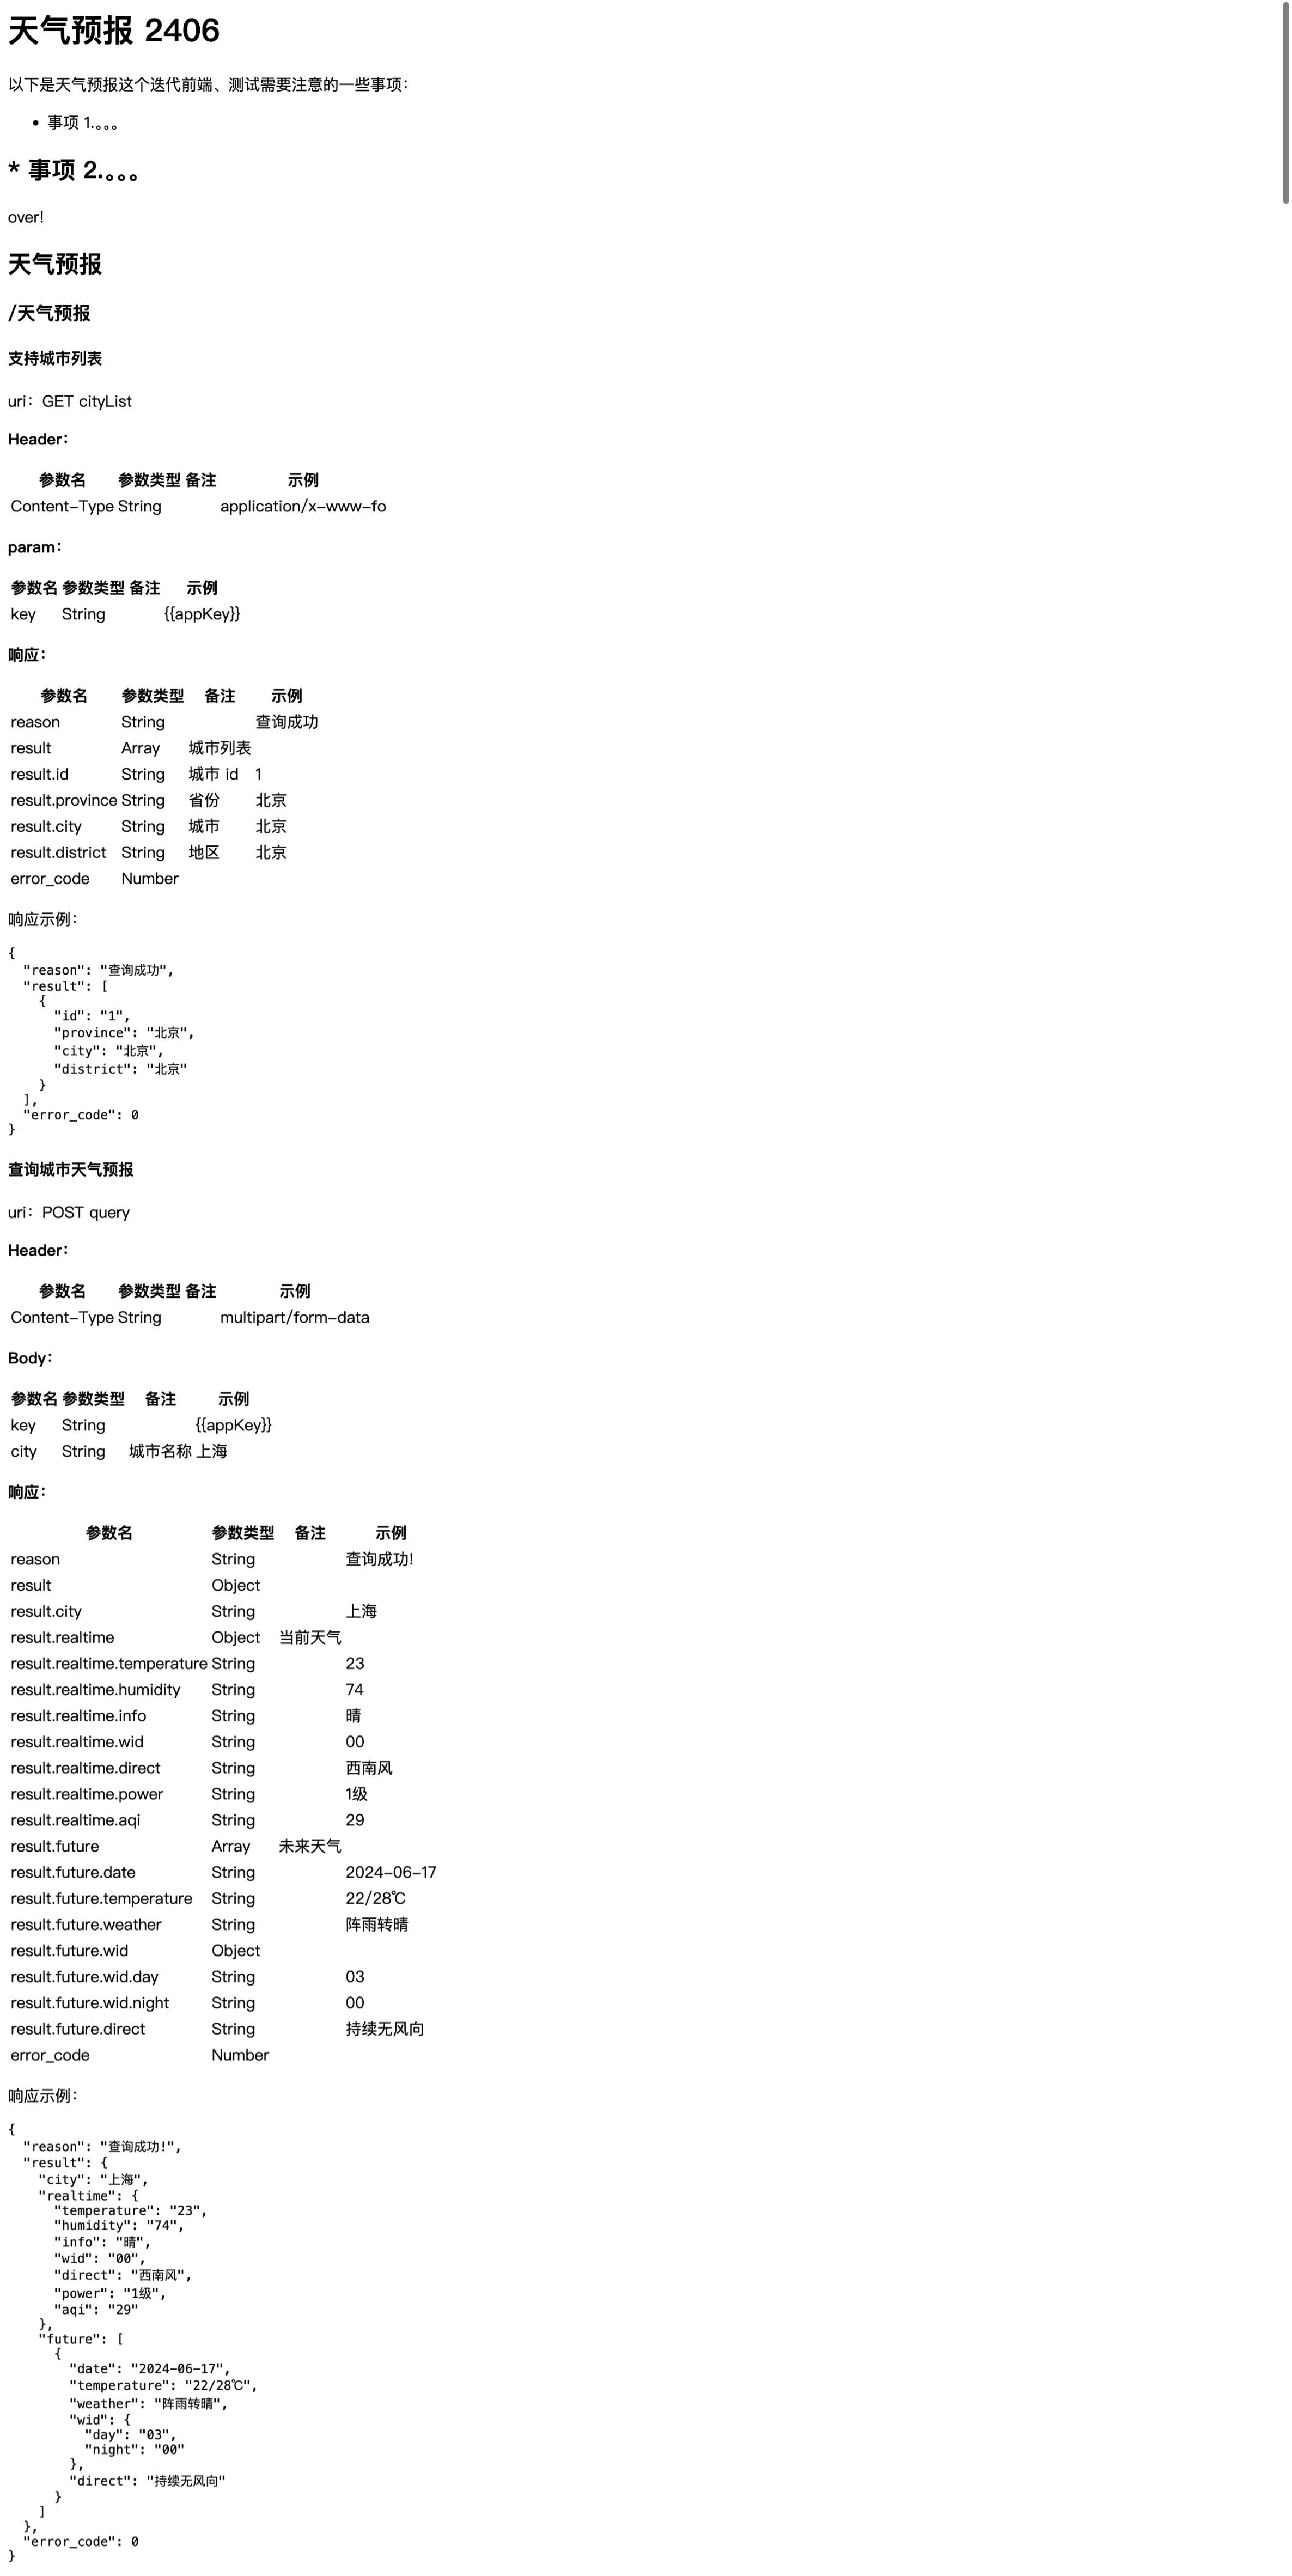 天气预报 2406
以下是天气预报这个迭代前端、测试需要注意的一些事项：
• 事项 1.。。。
* 事项 2.。。。
over!
天气预报
/天气预报
支持城市列表
uri：GET cityList
Header：
参数名 参数类型 备注 示例
Content-Type String application/x-www-fo
param：
参数名 参数类型 备注 示例
key String {{appKey}}
响应：
参数名 参数类型 备注 示例
reason String 查询成功
result Array 城市列表
result.id String 城市 id 1
result.province String 省份 北京
result.city String 城市 北京
result.district String 地区 北京
error_code Number
响应示例：
{
  "reason": "查询成功",
  "result": [
    {
      "id": "1",
      "province": "北京",
      "city": "北京",
      "district": "北京"
    }
  ],
  "error_code": 0
}
查询城市天气预报
uri：POST query
Header：
参数名 参数类型 备注 示例
Content-Type String multipart/form-data
Body：
参数名 参数类型 备注 示例
key String {{appKey}}
city String 城市名称 上海
响应：
参数名 参数类型 备注 示例
reason String 查询成功!
result Object
result.city String 上海
result.realtime Object 当前天气
result.realtime.temperature String 23
result.realtime.humidity String 74
result.realtime.info String 晴
result.realtime.wid String 00
result.realtime.direct String 西南风
result.realtime.power String 1级
result.realtime.aqi String 29
result.future Array 未来天气
result.future.date String 2024-06-17
result.future.temperature String 22/28℃
result.future.weather String 阵雨转晴
result.future.wid Object
result.future.wid.day String 03
result.future.wid.night String 00
result.future.direct String 持续无风向
error_code Number
响应示例：
{
  "reason": "查询成功!",
  "result": {
    "city": "上海",
    "realtime": {
      "temperature": "23",
      "humidity": "74",
      "info": "晴",
      "wid": "00",
      "direct": "西南风",
      "power": "1级",
      "aqi": "29"
    },
    "future": [
      {
        "date": "2024-06-17",
        "temperature": "22/28℃",
        "weather": "阵雨转晴",
        "wid": {
          "day": "03",
          "night": "00"
        },
        "direct": "持续无风向"
      }
    ]
  },
  "error_code": 0
}